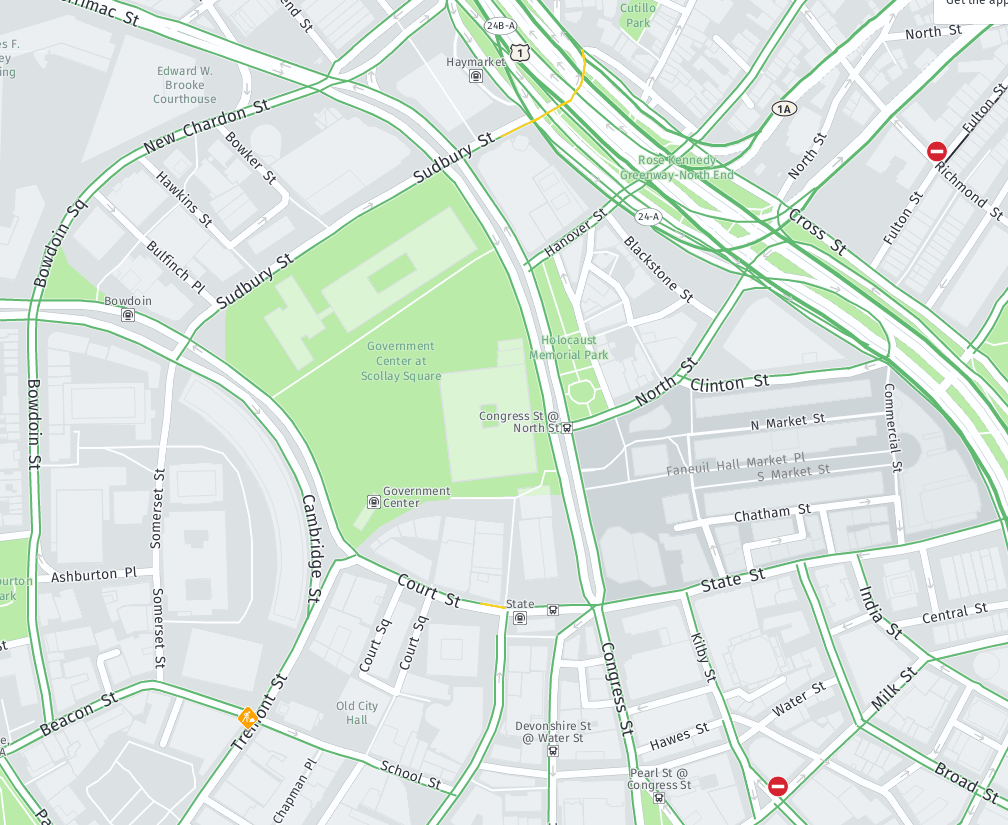 Get the app
North St
24B-A
1
Cutillo
Park
Haymarket
Edward W.
Brooke
Courthouse
New Chardon St
1A
Fulton St
Bowker St
Sudbury St
North St
Rose Kennedy
Greenway-North End
Richmond St
Hawkins St
Bowdoin Sq
24-A
Hanover St
Cross St
Fulton St
Blackstone St
Bulfinch Pl
Sudbury St
Bowdoin
Government
Center at
Scollay Square
Holocaust
Memorial Park
North St
Clinton St
Bowdoin St
Congress St @
North St
N Market St
Commercial St
Faneuil Hall Market Pl
S Market St
Somerset St
Government
Center
Chatham St
Cambridge St
Ashburton Pl
State St
Court St
State
Somerset St
Court Sq
Court Sq
India St
Central St
Kilby St
Congress St
Milk St
Beacon St
Tremont St
Old City
Hall
Water St
Devonshire St
@ Water St
Hawes St
School St
Chapman Pl
Pearl St @
Congress St
Broad St